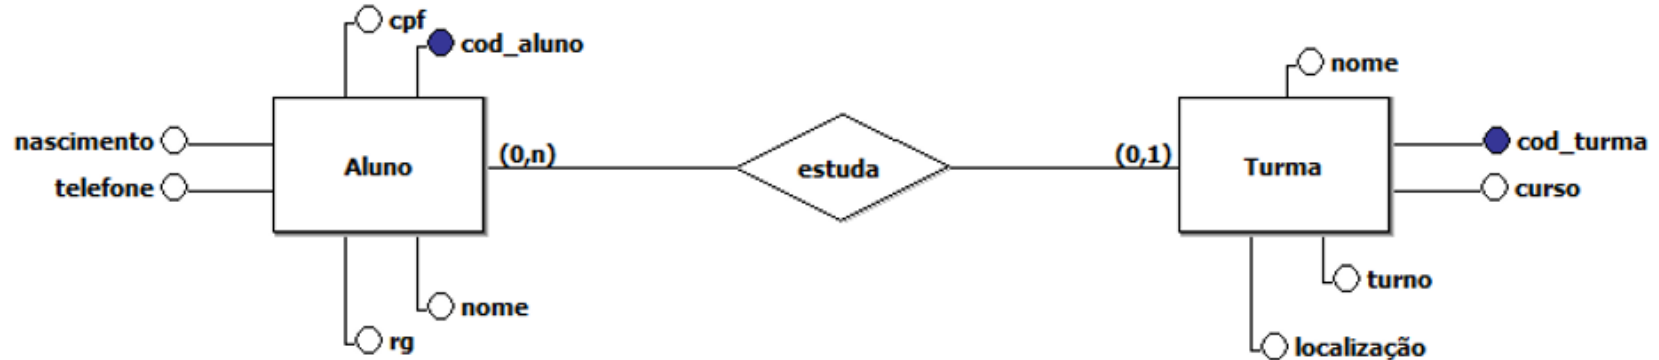 cpf
cod_aluno
nome
nascimento
(0,n)
(0,1)
cod_turma
Aluno
estuda
Turma
telefone
curso
turno
nome
rg
localização